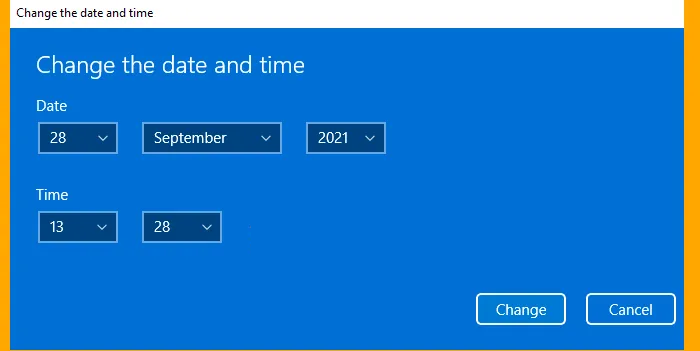 Change the date and time
Change the date and time
Date
28 September 2021
Time
13 28
Change Cancel